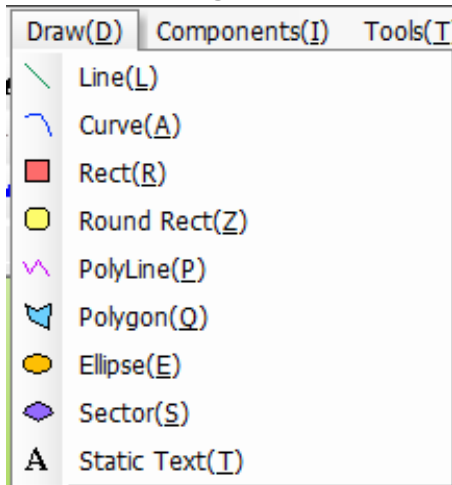 Draw(D) Components(I) Tools(T
Line(L)
Curve(A)
Rect(R)
Round Rect(Z)
PolyLine(P)
Polygon(Q)
Ellipse(E)
Sector(S)
A Static Text(T)